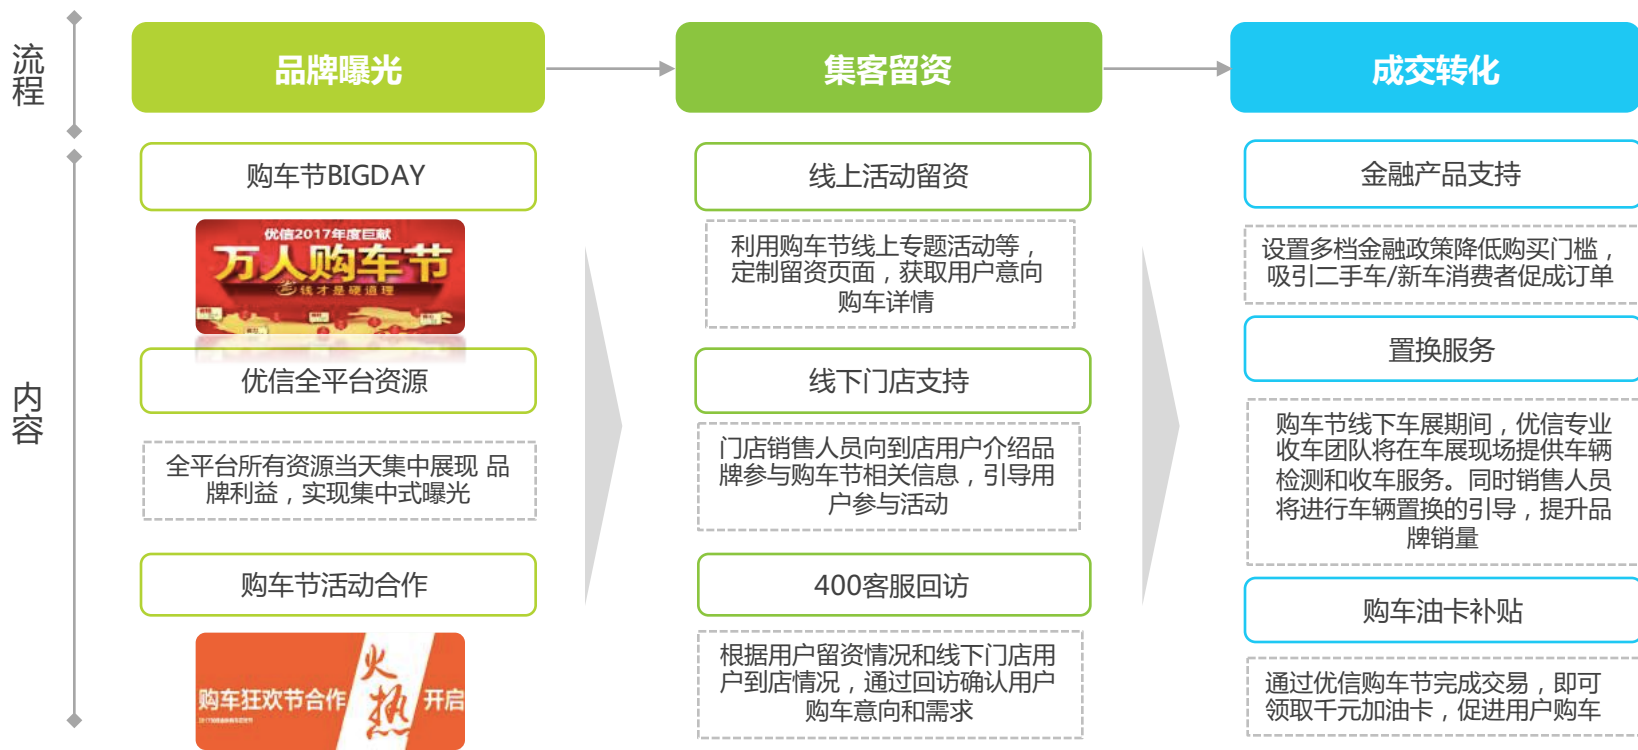 流程
品牌曝光
集客留资
成交转化
内容
购车节BIGDAY
优信2017年度巨献
万人购车节
钱才是硬道理
优信全平台资源
全平台所有资源当天集中展现 品
牌利益，实现集中式曝光
购车节活动合作
购车狂欢节合作
火热
开启
线上活动留资
利用购车节线上专题活动等，
定制留资页面，获取用户意向
购车详情
线下门店支持
门店销售人员向到店用户介绍品
牌参与购车节相关信息，引导用
户参与活动
400客服回访
根据用户留资情况和线下门店用
户到店情况，通过回访确认用户
购车意向和需求
金融产品支持
设置多档金融政策降低购买门槛，
吸引二手车/新车消费者促成订单
置换服务
购车节线下车展期间，优信专业
收车团队将在车展现场提供车辆
检测和收车服务。同时销售人员
将进行车辆置换的引导，提升品
牌销量
购车油卡补贴
通过优信购车节完成交易，即可
领取千元加油卡，促进用户购车